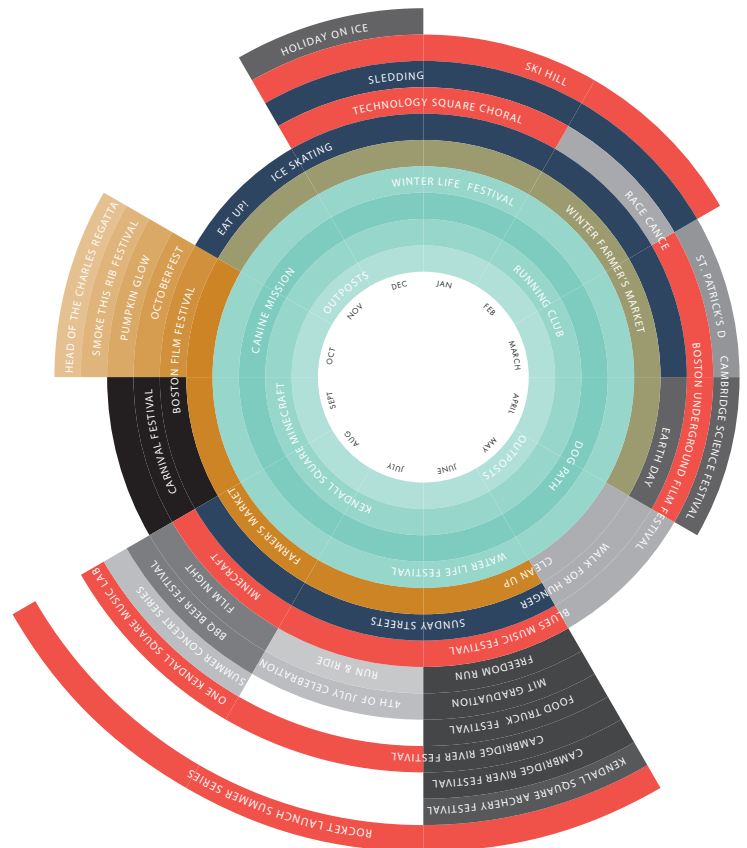 HOLIDAY ON ICE
SKI HILL
SLEDDING
TECHNOLOGY SQUARE CHORAL
ICE SKATING
EAT UP!
RACE CANCE
WINTER LIFE FESTIVAL
WINTER FARMER'S MARKET
ST. PATRICK'S D
HEAD OF THE CHARLES REGATTA
SMOKE THIS RIB FESTIVAL
PUMPKIN GLOW
OCTOBERFEST
BOSTON FILM FESTIVAL
CANINE MISSION
OUTPOSTS
RUNNING CLUB
DEC
JAN
NOV
FEB
OCT
MARCH
SEPT
APRIL
AUG
MAY
JULY
JUNE
OUTPOSTS
DOG PATH
KENDALL SQUARE MINECRAFT
BOSTON UNDERGROUND FILM FESTIVAL
CAMBRIDGE SCIENCE FESTIVAL
EARTH DAY
CARNIVAL FESTIVAL
FARMER'S MARKET
WATER LIFE FESTIVAL
CLEAN UP
WALK FOR HUNGER
MINECRAFT
FILM NIGHT
BBQ BEER FESTIVAL
SUMMER CONCERT SERIES
ONE KENDALL SQUARE MUSIC LAB
SUNDAY STREETS
BLUES MUSIC FESTIVAL
RUN & RIDE
4TH OF JULY CELEBRATION
FREEDOM RUN
MIT GRADUATION
FOOD TRUCK FESTIVAL
CAMBRIDGE RIVER FESTIVAL
CAMBRIDGE RIVER FESTIVAL
KENDALL SQUARE ARCHERY FESTIVAL
ROCKET LAUNCH SUMMER SERIES